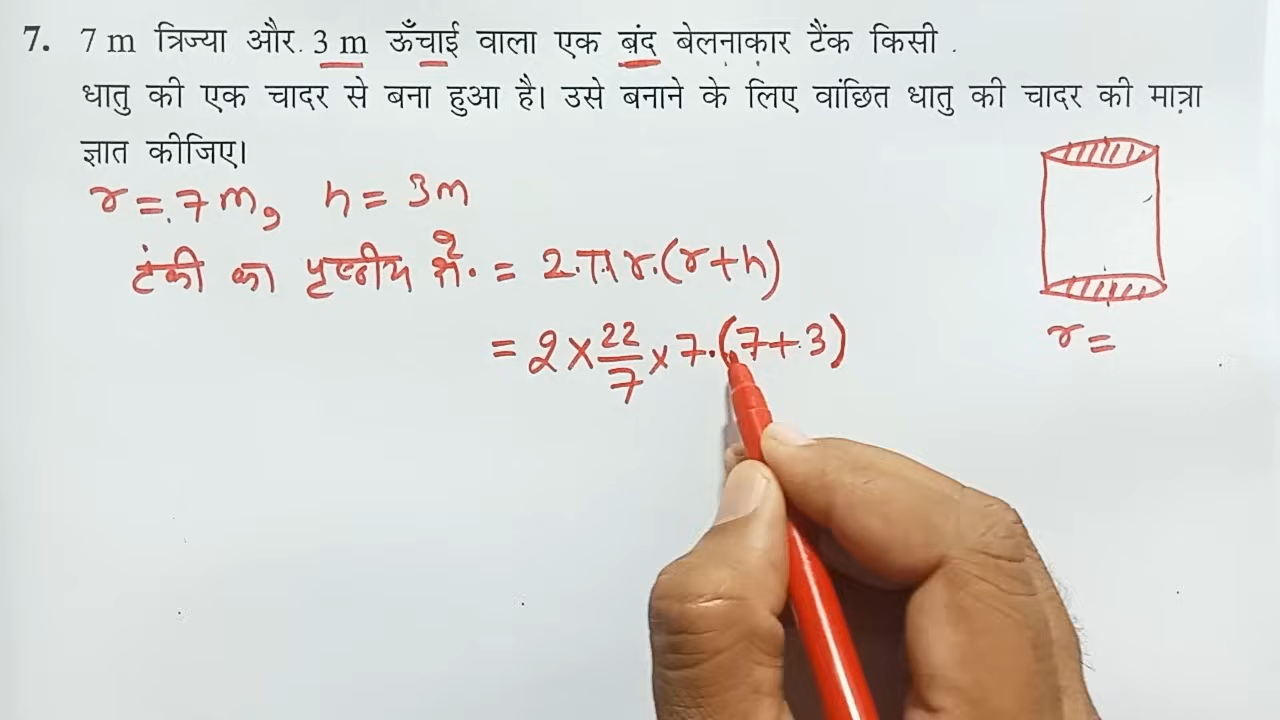 7. 7 m त्रिज्या और 3 m ऊँचाई वाला एक बंद बेलनाकार टैंक किसी
धातु की एक चादर से बना हुआ है। उसे बनाने के लिए वांछित धातु की चादर की मात्रा
ज्ञात कीजिए।
r = 7 m, h = 3m
टंकी का पृष्ठीय क्षे. = 2.π r.(r+h)
= 2 × 22/7 × 7.(7+3)
r =